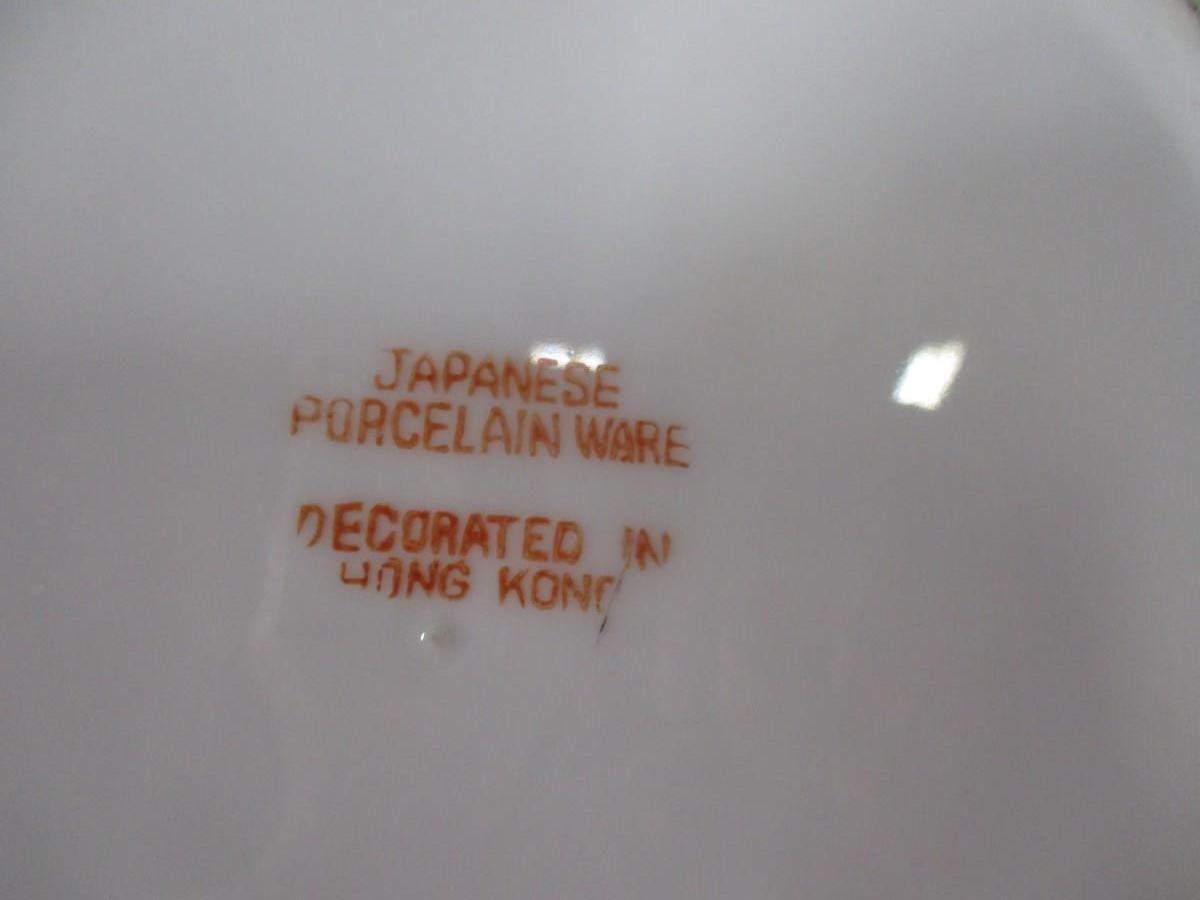 JAPANESE
PORCELAIN WARE
DECORATED IN
HONG KONG